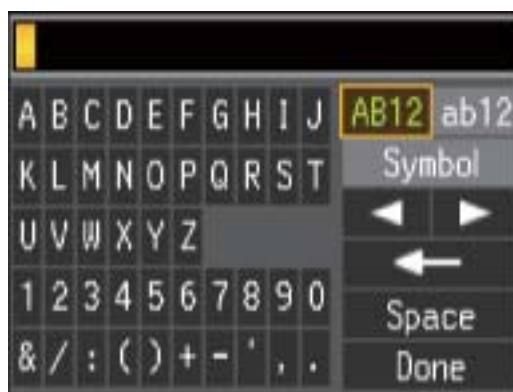 A B C D E F G H I J AB12 ab12
K L M N O P Q R S T Symbol
U V W X Y Z
1 2 3 4 5 6 7 8 9 0 Space
& / : ( ) + - ' , . Done